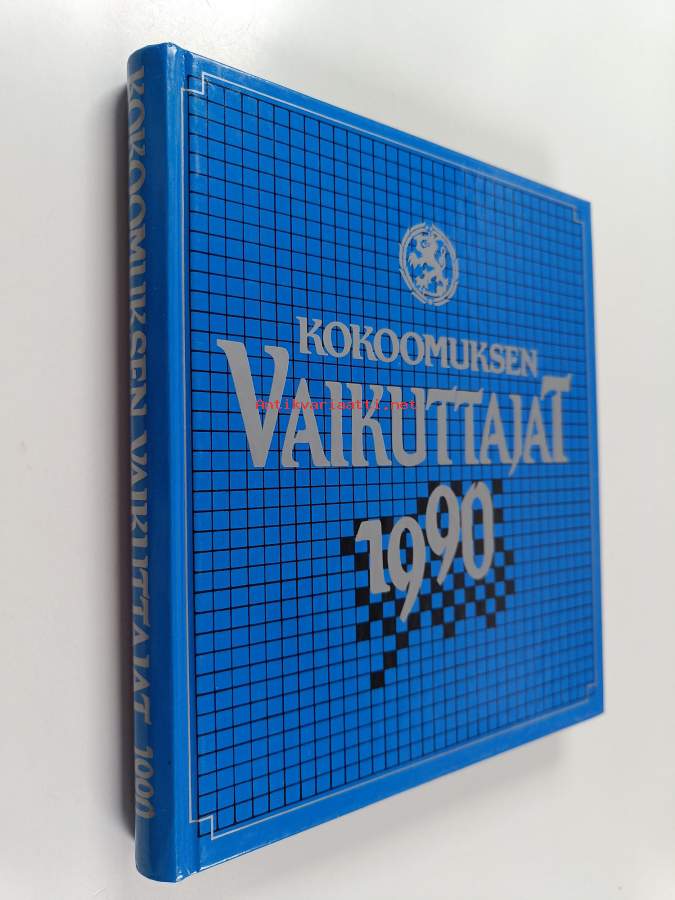 KOKOOMUKSEN VAIKUTTAJAT 1990
KOKOOMUKSEN
VAIKUTTAJAT
Antikvariaatti.net
1990